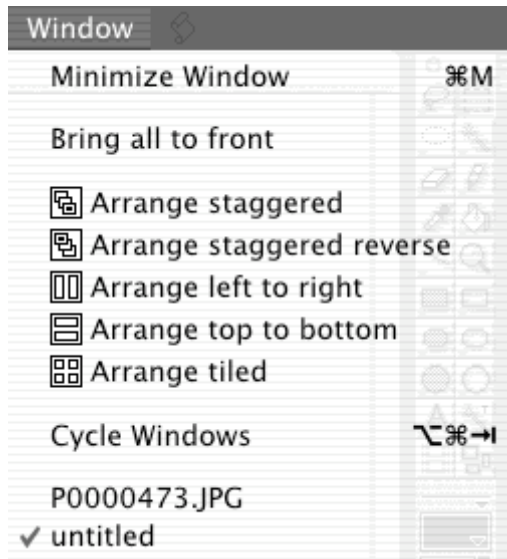 Window
Minimize Window ⌘M
Bring all to front
Arrange staggered
Arrange staggered reverse
Arrange left to right
Arrange top to bottom
Arrange tiled
Cycle Windows ⌥⌘⇥
P0000473.JPG
✓ untitled